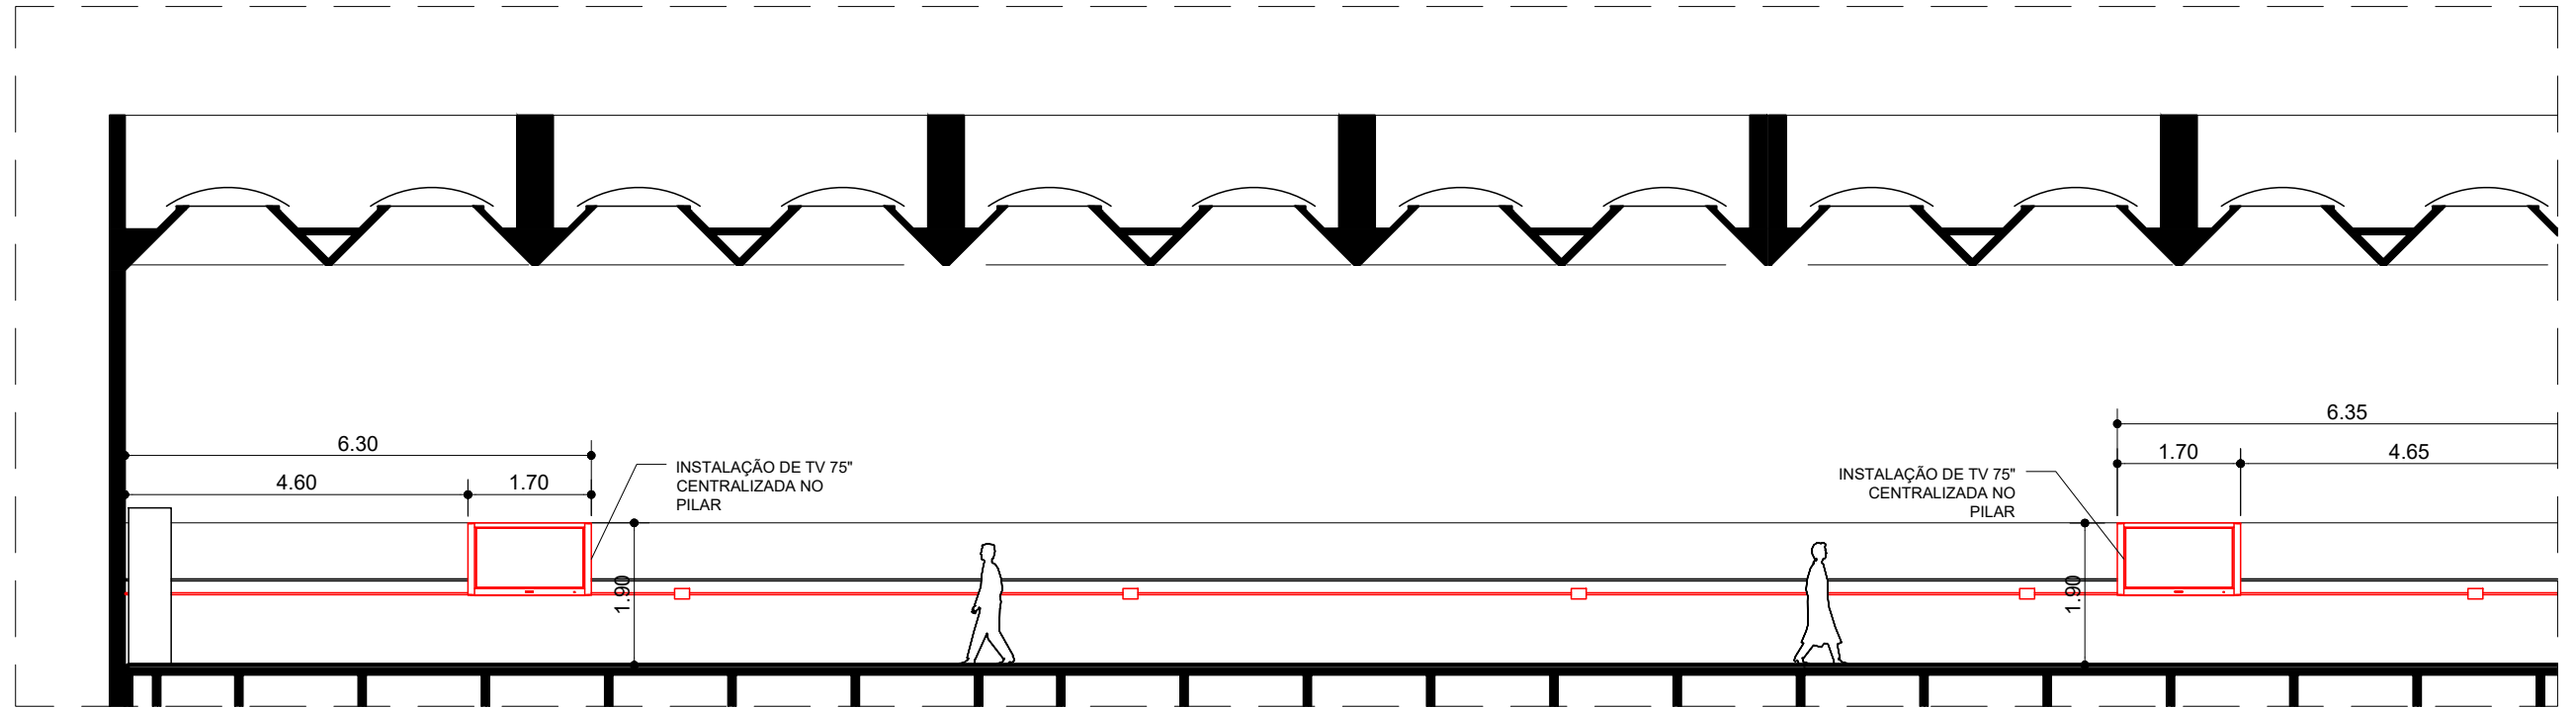 6.30
4.60
1.70
INSTALAÇÃO DE TV 75"
CENTRALIZADA NO
PILAR
1.90
6.35
1.70
4.65
INSTALAÇÃO DE TV 75"
CENTRALIZADA NO
PILAR
1.90